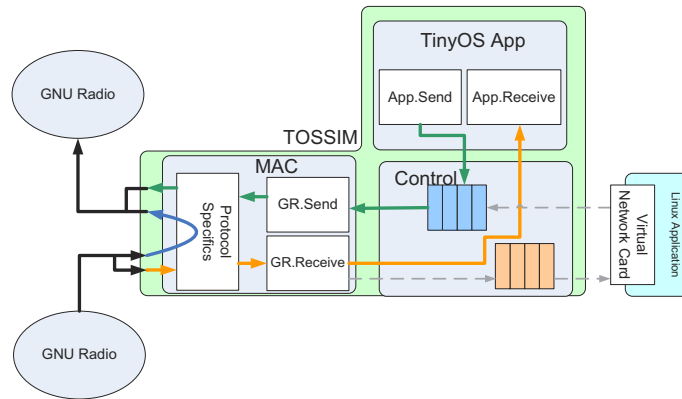 TinyOS App
GNU Radio
App.Send
App.Receive
TOSSIM
MAC
Control
GR.Send
Protocol
Specifics
GR.Receive
Virtual
Network Card
Linux Application
GNU Radio